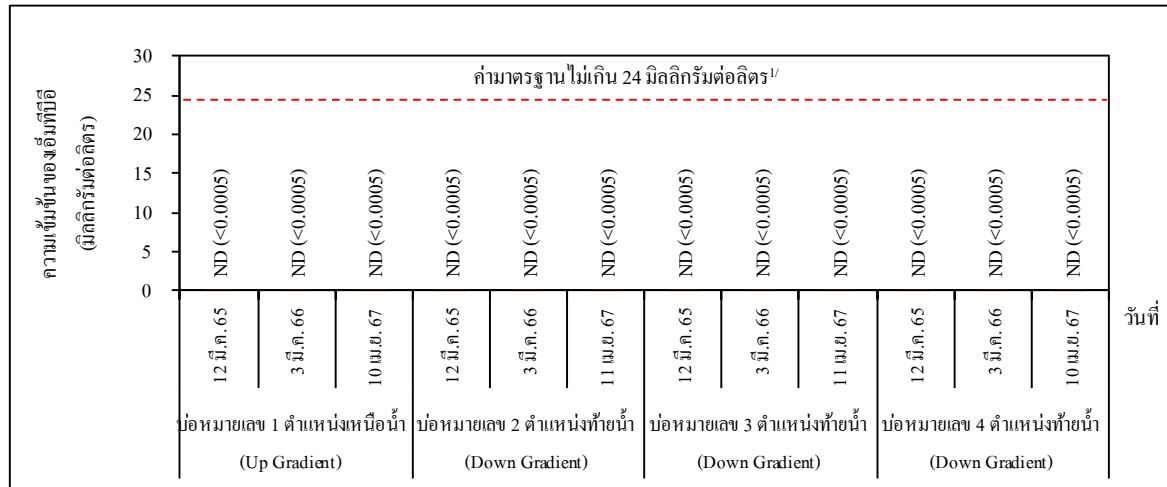 ความเข้มข้นของเอ็มทีบีอี
(มิลลิกรัมต่อลิตร)
30
25
20
15
10
5
0
ค่ามาตรฐานไม่เกิน 24 มิลลิกรัมต่อลิตร1/
ND (<0.0005)
ND (<0.0005)
ND (<0.0005)
ND (<0.0005)
ND (<0.0005)
ND (<0.0005)
ND (<0.0005)
ND (<0.0005)
ND (<0.0005)
ND (<0.0005)
ND (<0.0005)
ND (<0.0005)
12 มี.ค. 65
3 มี.ค. 66
10 เม.ย. 67
12 มี.ค. 65
3 มี.ค. 66
11 เม.ย. 67
12 มี.ค. 65
3 มี.ค. 66
11 เม.ย. 67
12 มี.ค. 65
3 มี.ค. 66
10 เม.ย. 67
วันที่
บ่อหมายเลข 1 ตำแหน่งเหนือน้ำ
(Up Gradient)
บ่อหมายเลข 2 ตำแหน่งท้ายน้ำ
(Down Gradient)
บ่อหมายเลข 3 ตำแหน่งท้ายน้ำ
(Down Gradient)
บ่อหมายเลข 4 ตำแหน่งท้ายน้ำ
(Down Gradient)